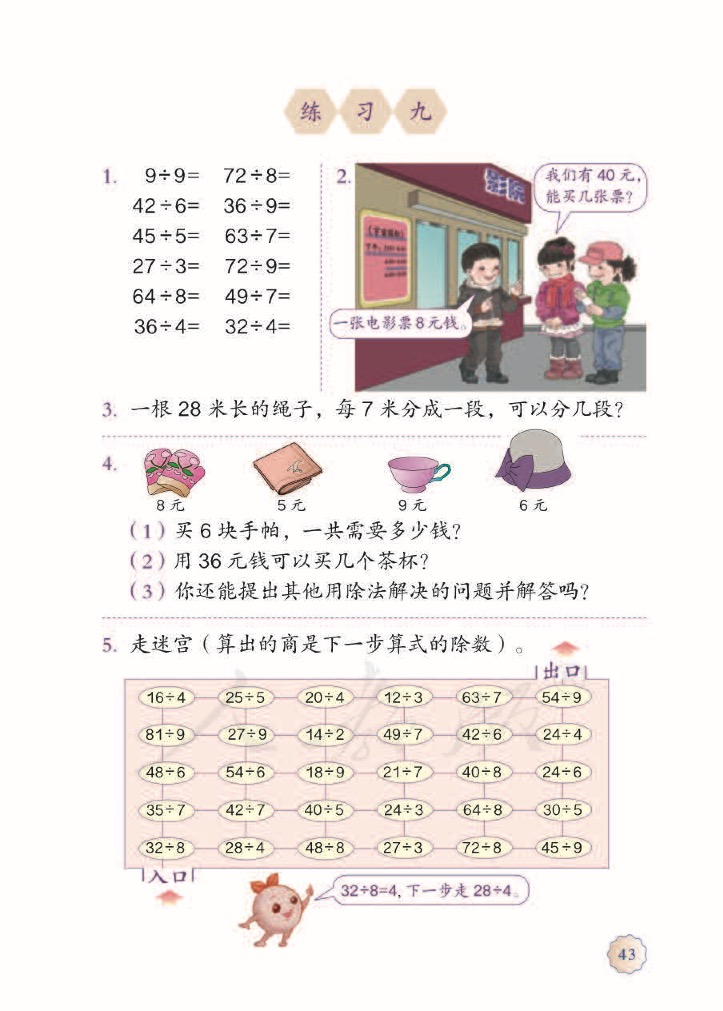 练 习 九
1. 9÷9= 72÷8=
42÷6= 36÷9=
45÷5= 63÷7=
27÷3= 72÷9=
64÷8= 49÷7=
36÷4= 32÷4=
2.
影院
我们有 40 元，
能买几张票？
一张电影票 8 元钱。
3. 一根 28 米长的绳子，每 7 米分成一段，可以分几段？
4.
8 元 5 元 9 元 6 元
（1）买 6 块手帕，一共需要多少钱？
（2）用 36 元钱可以买几个茶杯？
（3）你还能提出其他用除法解决的问题并解答吗？
5. 走迷宫（算出的商是下一步算式的除数）。
出口
16÷4 25÷5 20÷4 12÷3 63÷7 54÷9
81÷9 27÷9 14÷2 49÷7 42÷6 24÷4
48÷6 54÷6 18÷9 21÷7 40÷8 24÷6
35÷7 42÷7 40÷5 24÷3 64÷8 30÷5
32÷8 28÷4 48÷8 27÷3 72÷8 45÷9
入口
32÷8=4，下一步走 28÷4。
43